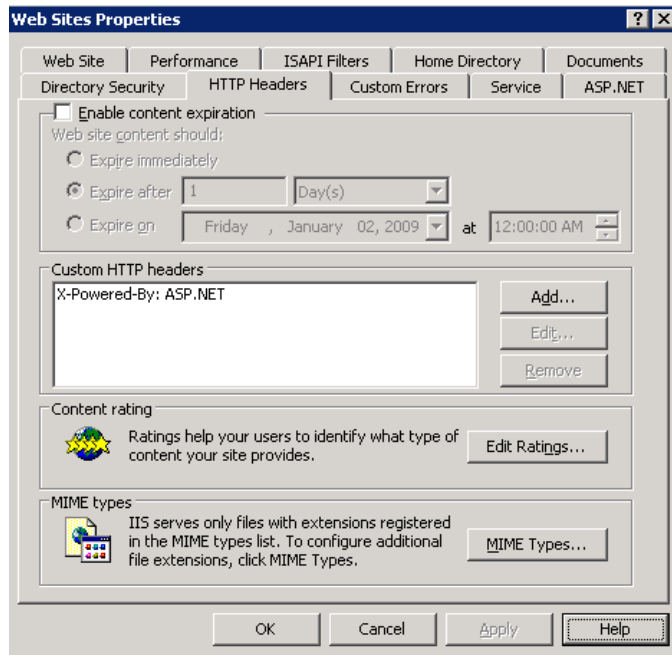 Web Sites Properties
Web Site Performance ISAPI Filters Home Directory Documents
Directory Security HTTP Headers Custom Errors Service ASP.NET
Enable content expiration
Web site content should:
Expire immediately
Expire after 1 Day(s)
Expire on Friday , January 02, 2009 at 12:00:00 AM
Custom HTTP headers
X-Powered-By: ASP.NET
Add...
Edit...
Remove
Content rating
Ratings help your users to identify what type of
content your site provides.
Edit Ratings...
MIME types
IIS serves only files with extensions registered
in the MIME types list. To configure additional
file extensions, click MIME Types.
MIME Types...
OK Cancel Apply Help